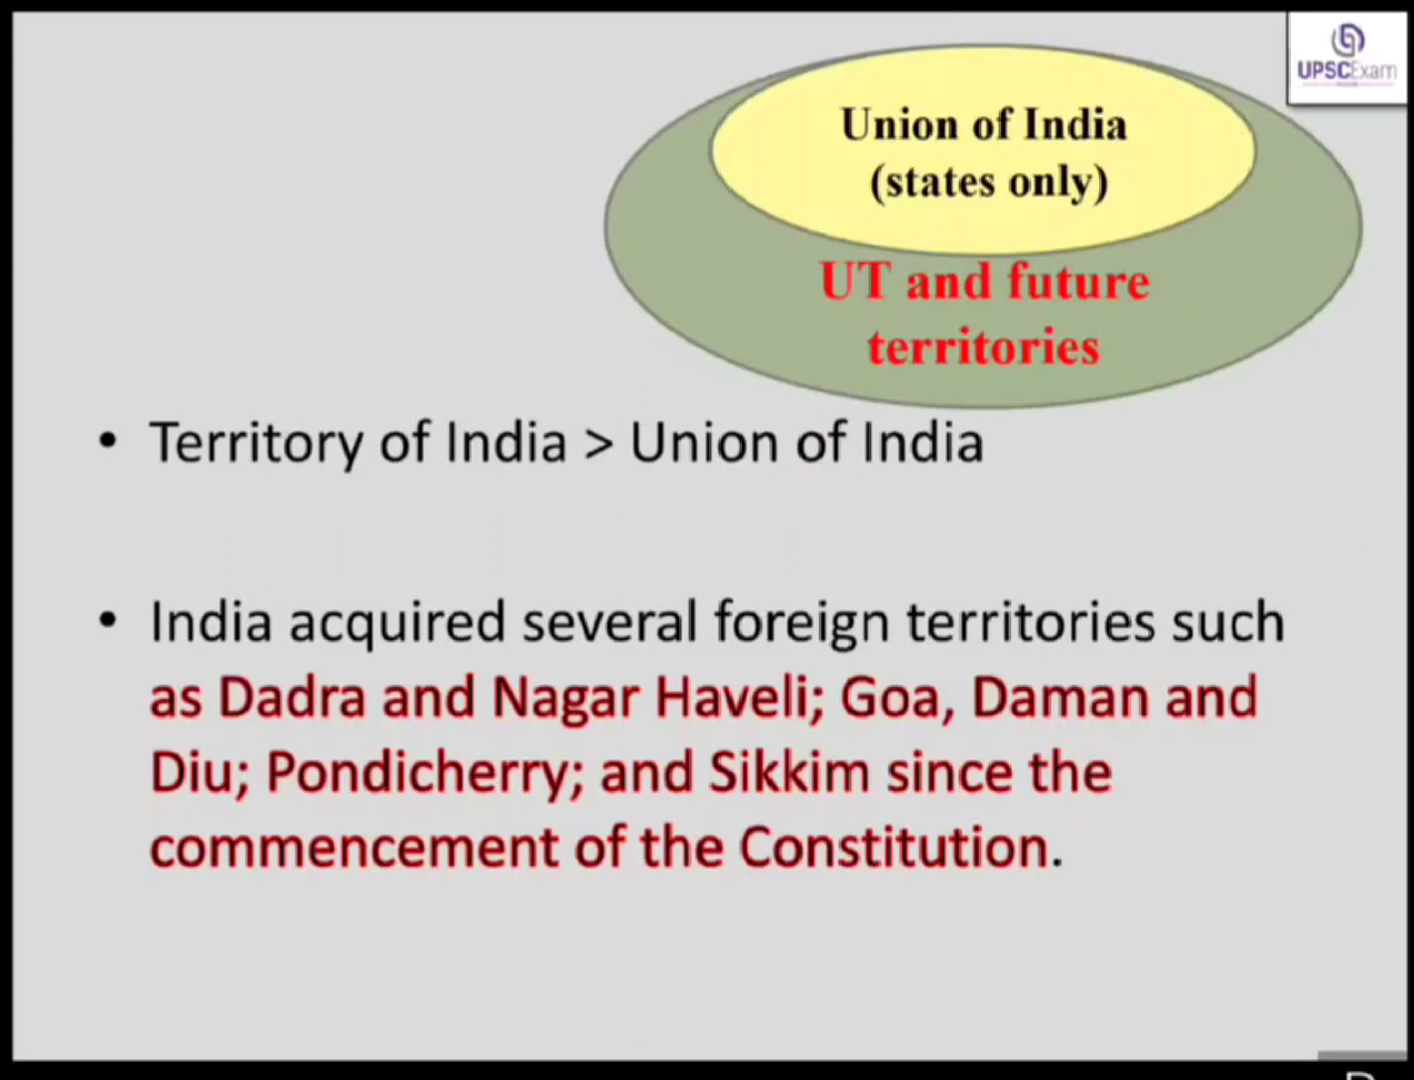 UPSCExam
Union of India
(states only)
UT and future
territories
• Territory of India > Union of India
• India acquired several foreign territories such
as Dadra and Nagar Haveli; Goa, Daman and
Diu; Pondicherry; and Sikkim since the
commencement of the Constitution.